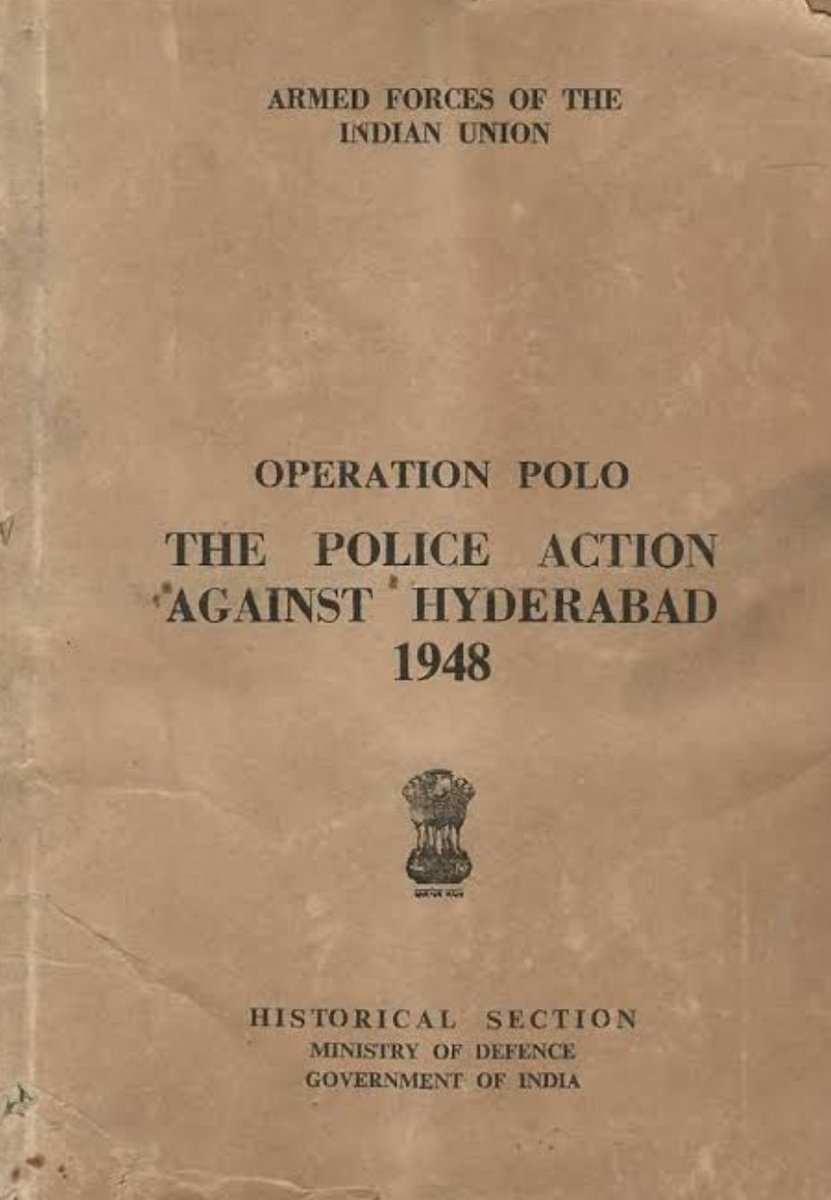 ARMED FORCES OF THE
INDIAN UNION
OPERATION POLO
THE POLICE ACTION
AGAINST HYDERABAD
1948
HISTORICAL SECTION
MINISTRY OF DEFENCE
GOVERNMENT OF INDIA